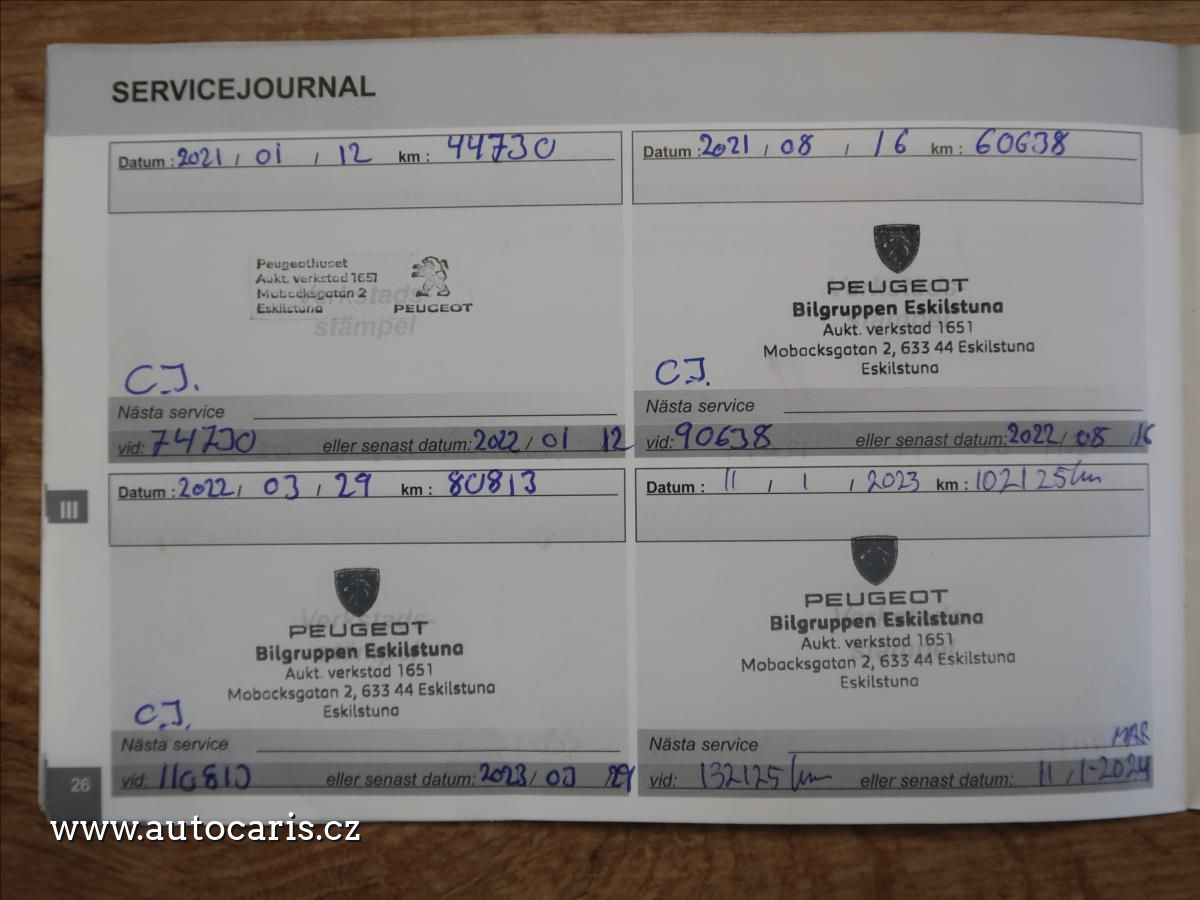 SERVICEJOURNAL
Datum : 2021 / 01 / 12 km : 44730
Peugeothuset
Aukt. verkstad 1651
Mobacksgatan 2
Eskilstuna
PEUGEOT
Verkstads-
stämpel
C.J.
Nästa service
vid: 74730 eller senast datum: 2022 / 01 12
Datum : 2021 / 08 / 16 km : 60638
PEUGEOT
Bilgruppen Eskilstuna
Aukt. verkstad 1651
Mobacksgatan 2, 633 44 Eskilstuna
Eskilstuna
C.J.
Nästa service
vid: 90638 eller senast datum: 2022 / 08 /16
Datum : 2022 / 03 / 29 km : 80813
PEUGEOT
Bilgruppen Eskilstuna
Aukt. verkstad 1651
Mobacksgatan 2, 633 44 Eskilstuna
Eskilstuna
C.J.
Nästa service
vid: 110813 eller senast datum: 2023 / 03 /29
Datum : 11 / 1 / 2023 km : 102125 km
PEUGEOT
Bilgruppen Eskilstuna
Aukt. verkstad 1651
Mobacksgatan 2, 633 44 Eskilstuna
Eskilstuna
Nästa service MAR
vid: 132125 km eller senast datum: 11 / 1-2024
III
26
www.autocaris.cz